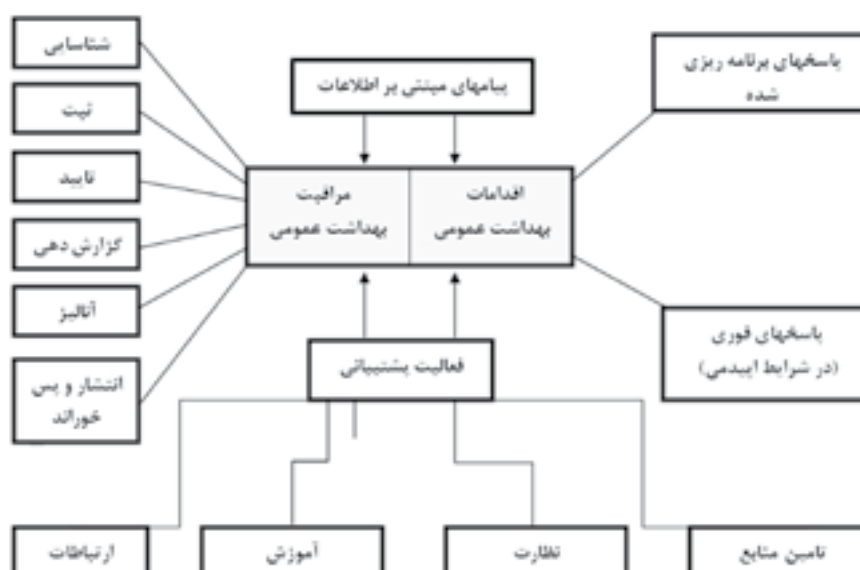 شناسایی
ثبت
تایید
گزارش دهی
آنالیز
انتشار و پس
خوراند
پیامهای مبتنی بر اطلاعات
مراقبت
بهداشت عمومی
اقدامات
بهداشت عمومی
فعالیت پشتیبانی
پاسخهای برنامه ریزی
شده
پاسخهای فوری
(در شرایط اپیدمی)
ارتباطات
آموزش
نظارت
تامین منابع